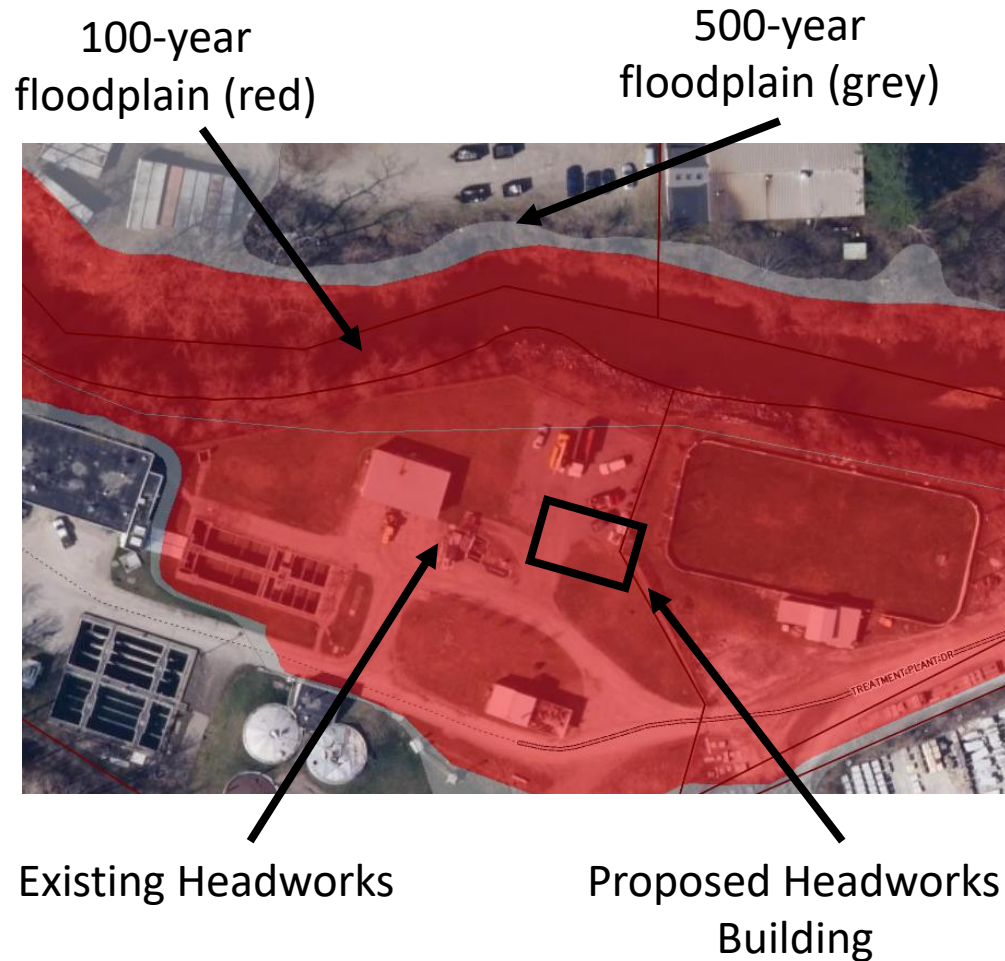 100-year
floodplain (red)
500-year
floodplain (grey)
TREATMENT PLANT DR
Existing Headworks
Proposed Headworks
Building